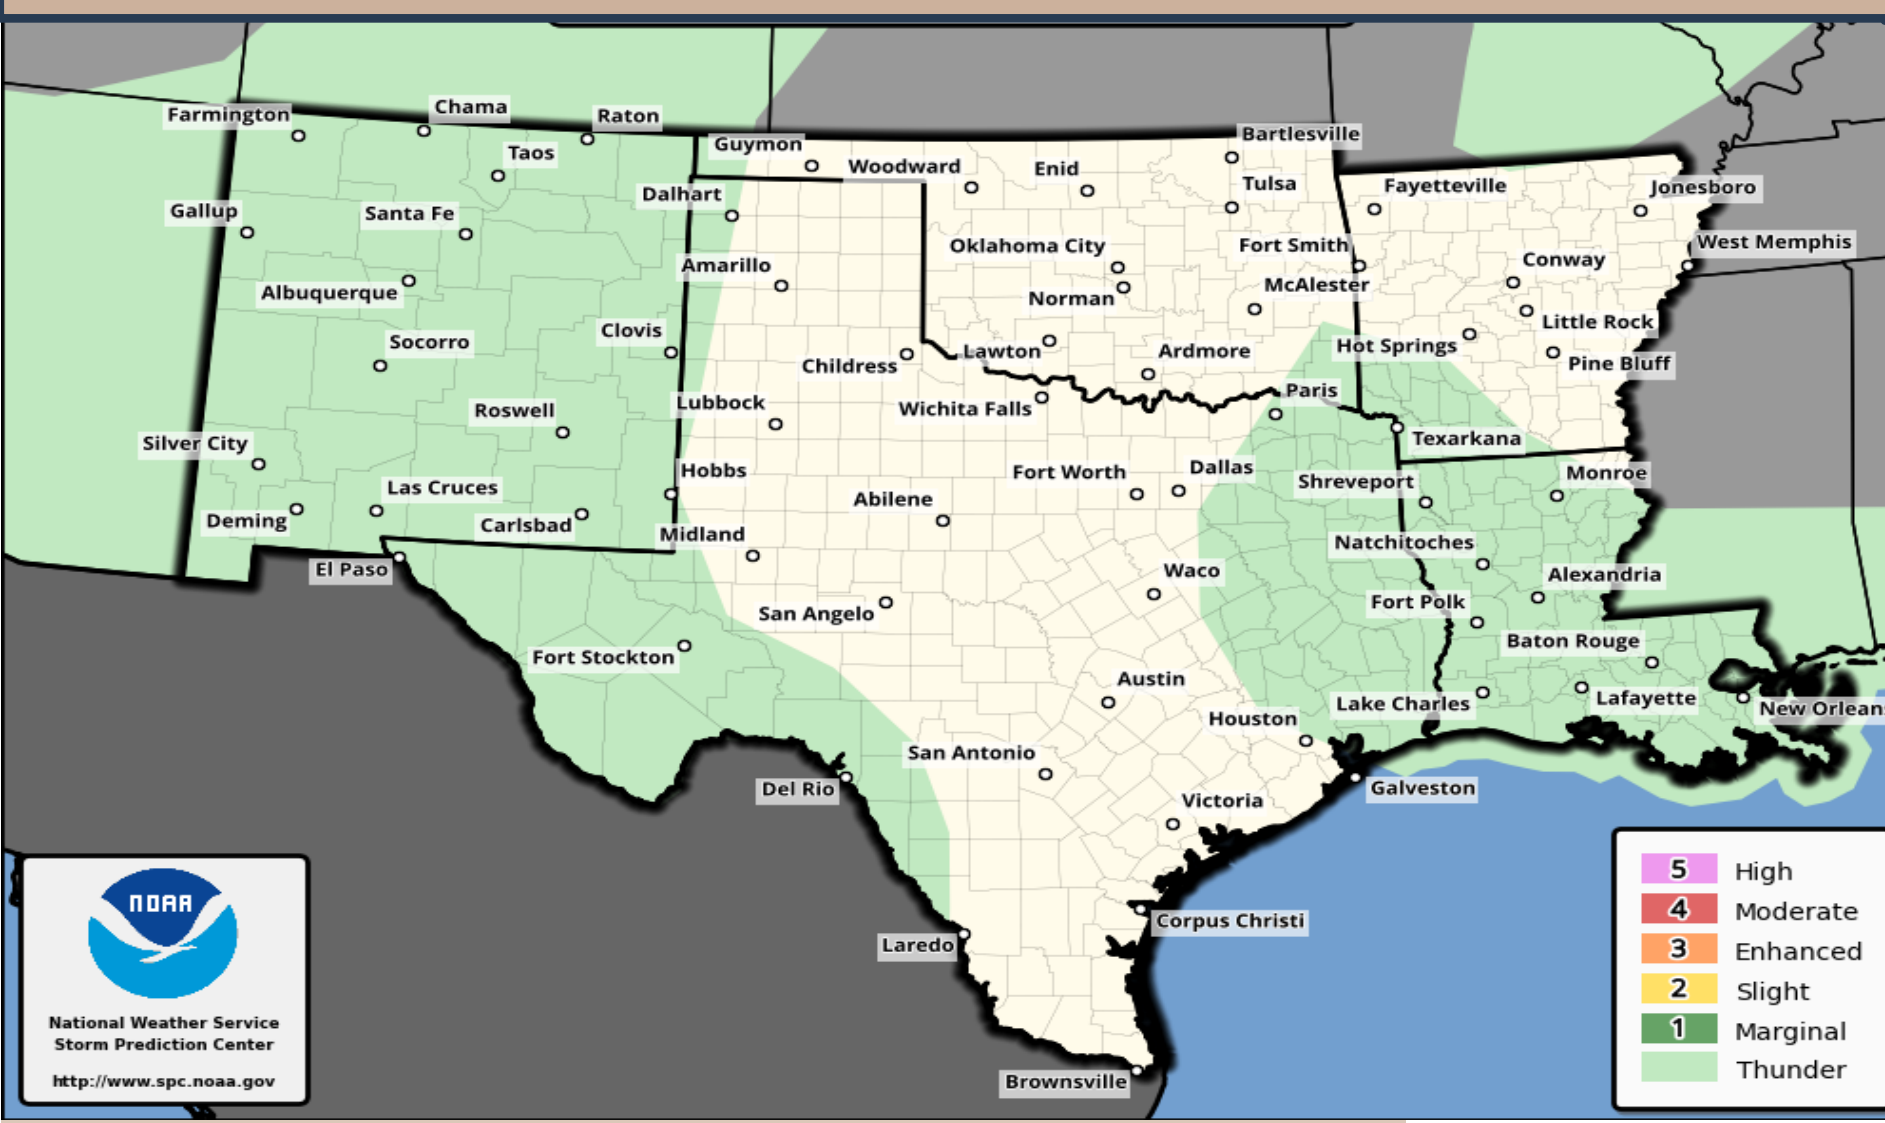 Chama
Farmington
Raton
Bartlesville
Guymon
Taos
Woodward
Enid
Tulsa
Fayetteville
Jonesboro
Dalhart
Gallup
Santa Fe
West Memphis
Oklahoma City
Fort Smith
Conway
Amarillo
McAlester
Albuquerque
Norman
Little Rock
Clovis
Socorro
Hot Springs
Lawton
Ardmore
Childress
Pine Bluff
Paris
Lubbock
Wichita Falls
Roswell
Texarkana
Silver City
Dallas
Hobbs
Fort Worth
Monroe
Shreveport
Las Cruces
Abilene
Deming
Carlsbad
Midland
Natchitoches
El Paso
Waco
Alexandria
Fort Polk
San Angelo
Baton Rouge
Fort Stockton
Austin
Lafayette
Lake Charles
New Orleans
Houston
San Antonio
Del Rio
Galveston
Victoria
Corpus Christi
Laredo
Brownsville
NOAA
National Weather Service
Storm Prediction Center
http://www.spc.noaa.gov
5 High
4 Moderate
3 Enhanced
2 Slight
1 Marginal
Thunder